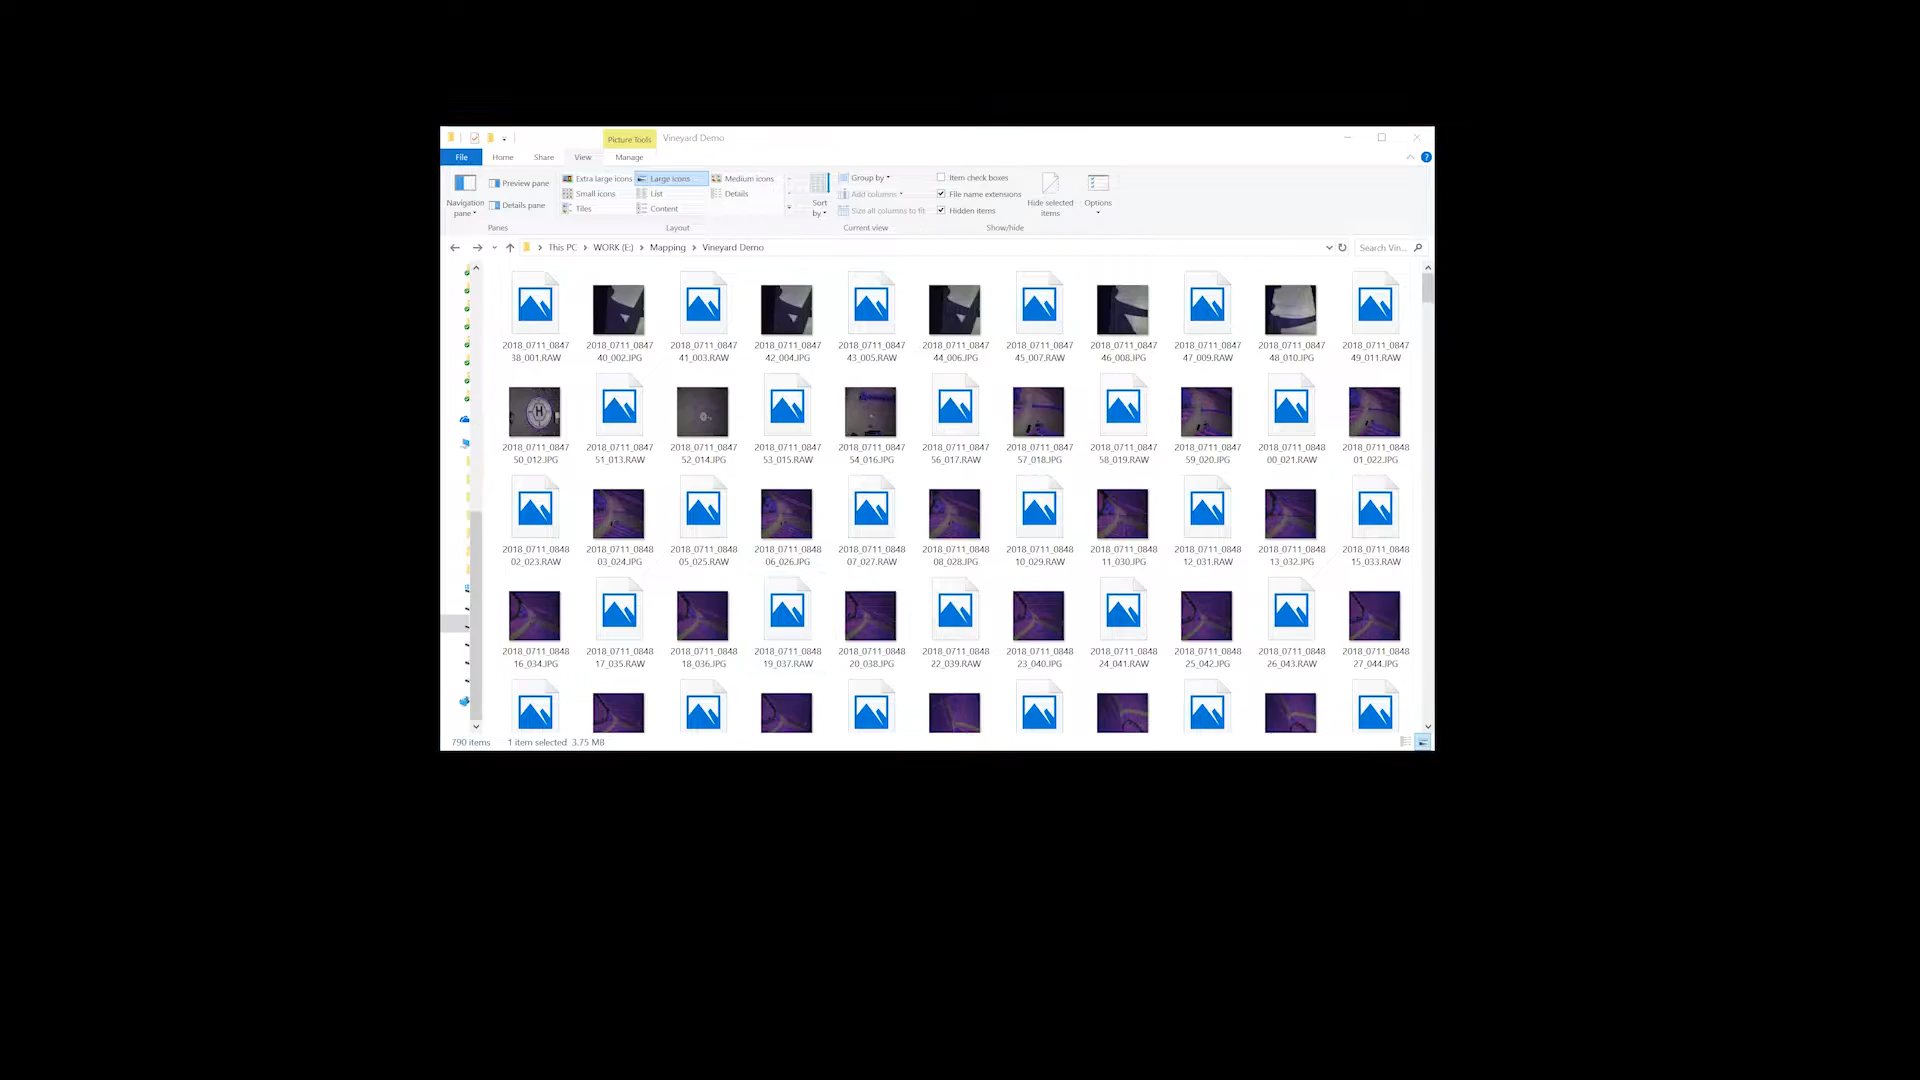 Picture Tools
Vineyard Demo
File
Home
Share
View
Manage
Navigation
pane
Preview pane
Details pane
Panes
Extra large icons
Large icons
Medium icons
Small icons
List
Details
Tiles
Content
Layout
Sort
by
Group by
Add columns
Size all columns to fit
Current view
Item check boxes
File name extensions
Hidden items
Hide selected
items
Show/hide
Options
This PC > WORK (E:) > Mapping > Vineyard Demo
Search Vin...
2018_0711_0847
38_001.RAW
2018_0711_0847
40_002.JPG
2018_0711_0847
41_003.RAW
2018_0711_0847
42_004.JPG
2018_0711_0847
43_005.RAW
2018_0711_0847
44_006.JPG
2018_0711_0847
45_007.RAW
2018_0711_0847
46_008.JPG
2018_0711_0847
47_009.RAW
2018_0711_0847
48_010.JPG
2018_0711_0847
49_011.RAW
H
2018_0711_0847
50_012.JPG
2018_0711_0847
51_013.RAW
2018_0711_0847
52_014.JPG
2018_0711_0847
53_015.RAW
2018_0711_0847
54_016.JPG
2018_0711_0847
56_017.RAW
2018_0711_0847
57_018.JPG
2018_0711_0847
58_019.RAW
2018_0711_0847
59_020.JPG
2018_0711_0848
00_021.RAW
2018_0711_0848
01_022.JPG
2018_0711_0848
02_023.RAW
2018_0711_0848
03_024.JPG
2018_0711_0848
05_025.RAW
2018_0711_0848
06_026.JPG
2018_0711_0848
07_027.RAW
2018_0711_0848
08_028.JPG
2018_0711_0848
10_029.RAW
2018_0711_0848
11_030.JPG
2018_0711_0848
12_031.RAW
2018_0711_0848
13_032.JPG
2018_0711_0848
15_033.RAW
2018_0711_0848
16_034.JPG
2018_0711_0848
17_035.RAW
2018_0711_0848
18_036.JPG
2018_0711_0848
19_037.RAW
2018_0711_0848
20_038.JPG
2018_0711_0848
22_039.RAW
2018_0711_0848
23_040.JPG
2018_0711_0848
24_041.RAW
2018_0711_0848
25_042.JPG
2018_0711_0848
26_043.RAW
2018_0711_0848
27_044.JPG
790 items 1 item selected 3.75 MB